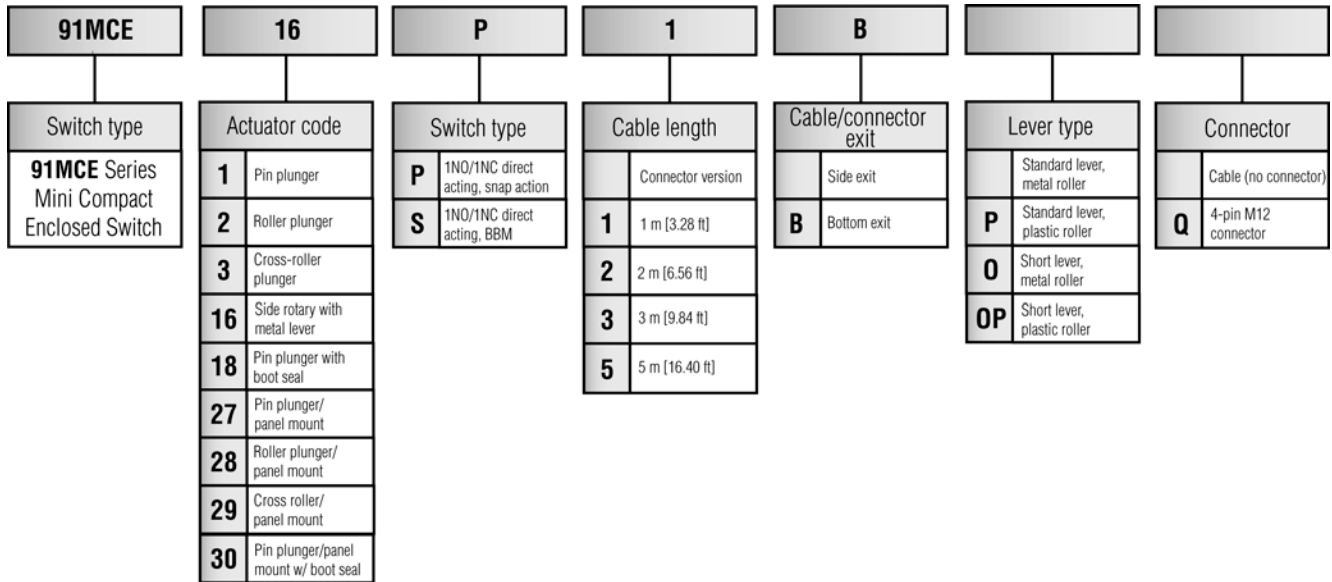 91MCE
16
P
1
B
Switch type
91MCE Series
Mini Compact
Enclosed Switch
Actuator code
1
Pin plunger
2
Roller plunger
3
Cross-roller
plunger
16
Side rotary with
metal lever
18
Pin plunger with
boot seal
27
Pin plunger/
panel mount
28
Roller plunger/
panel mount
29
Cross roller/
panel mount
30
Pin plunger/panel
mount w/ boot seal
Switch type
P
1NO/1NC direct
acting, snap action
S
1NO/1NC direct
acting, BBM
Cable length
Connector version
1
1 m [3.28 ft]
2
2 m [6.56 ft]
3
3 m [9.84 ft]
5
5 m [16.40 ft]
Cable/connector
exit
Side exit
B
Bottom exit
Lever type
Standard lever,
metal roller
P
Standard lever,
plastic roller
O
Short lever,
metal roller
OP
Short lever,
plastic roller
Connector
Cable (no connector)
Q
4-pin M12
connector